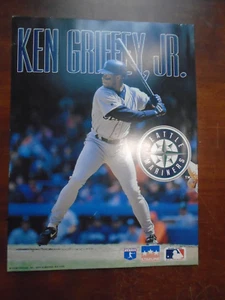 KEN GRIFFEY, JR.
SEATTLE
MARINERS